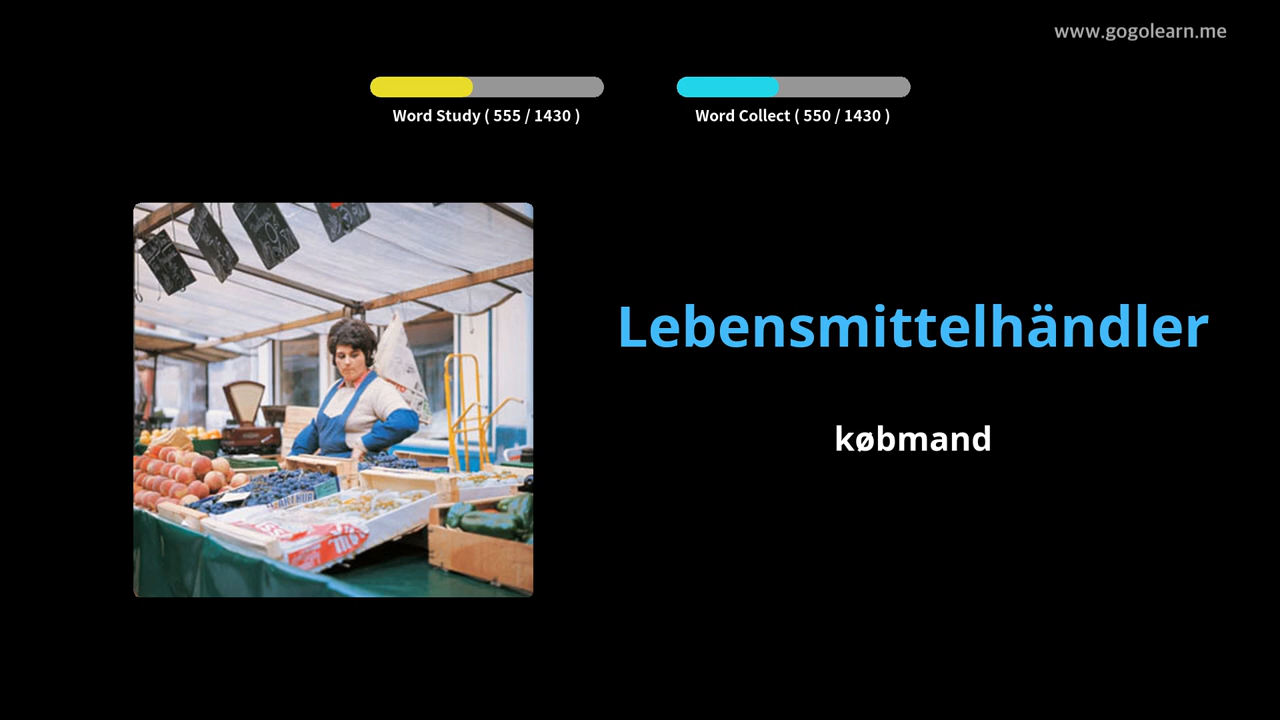 www.gogolearn.me
Word Study ( 555 / 1430 )
Word Collect ( 550 / 1430 )
Lebensmittelhändler
købmand